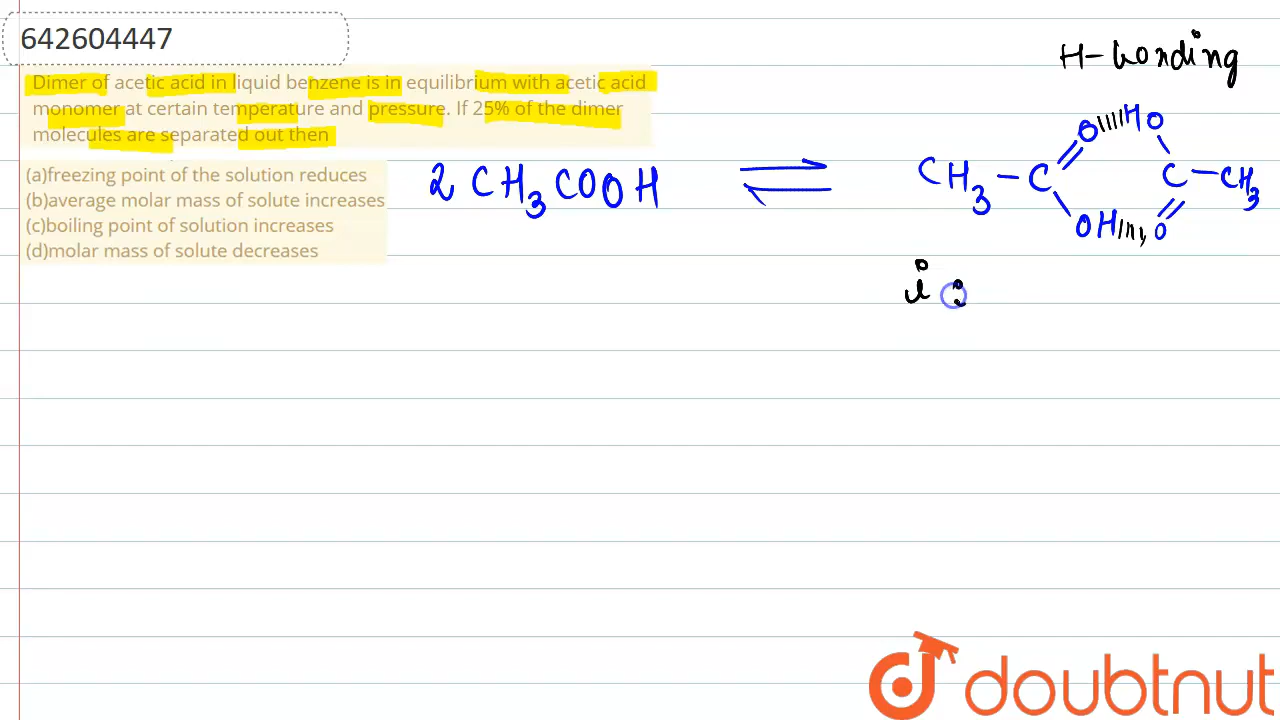 642604447
Dimer of acetic acid in liquid benzene is in equilibrium with acetic acid
monomer at certain temperature and pressure. If 25% of the dimer
molecules are separated out then
(a)freezing point of the solution reduces
(b)average molar mass of solute increases
(c)boiling point of solution increases
(d)molar mass of solute decreases
H-bonding
2 CH3COOH ⇌
O HO
CH3-C C-CH3
OH O
i
doubtnut